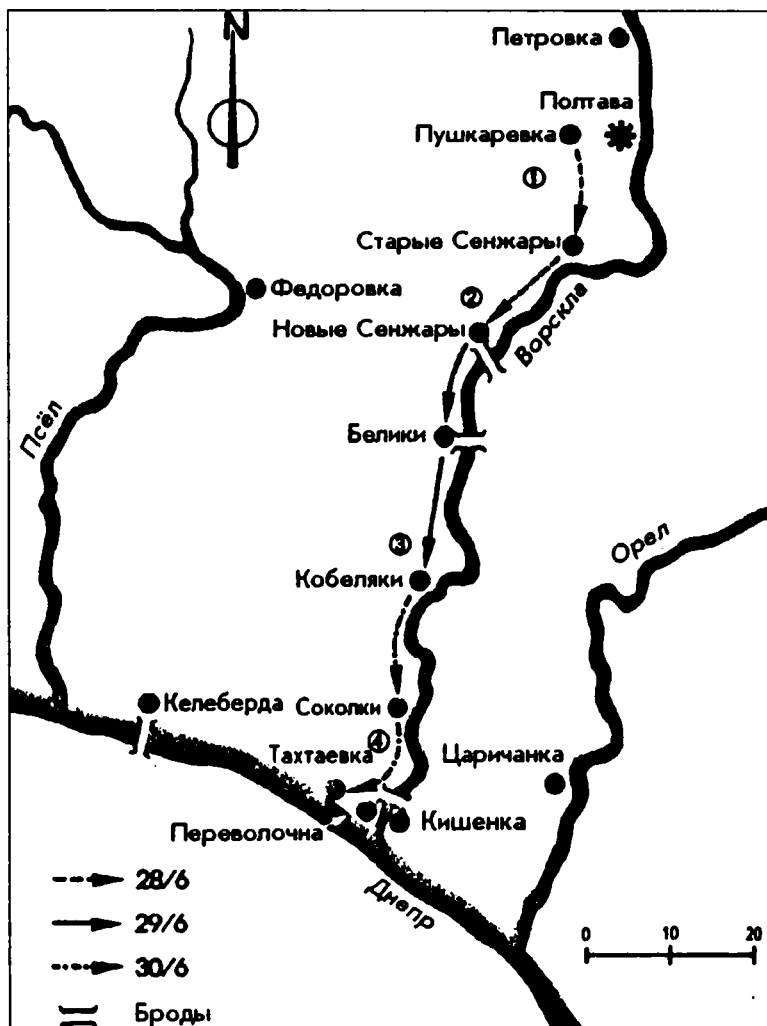 N
Петровка
Полтава
Пушкаревка
①
Старые Сенжары
Федоровка
②
Новые Сенжары
Ворскла
Псёл
Белики
Орел
③
Кобеляки
Келеберда
Соколки
④
Тахтаевка
Царичанка
Переволочна
Кишенка
Днепр
28/6
29/6
30/6
0 10 20
Броды